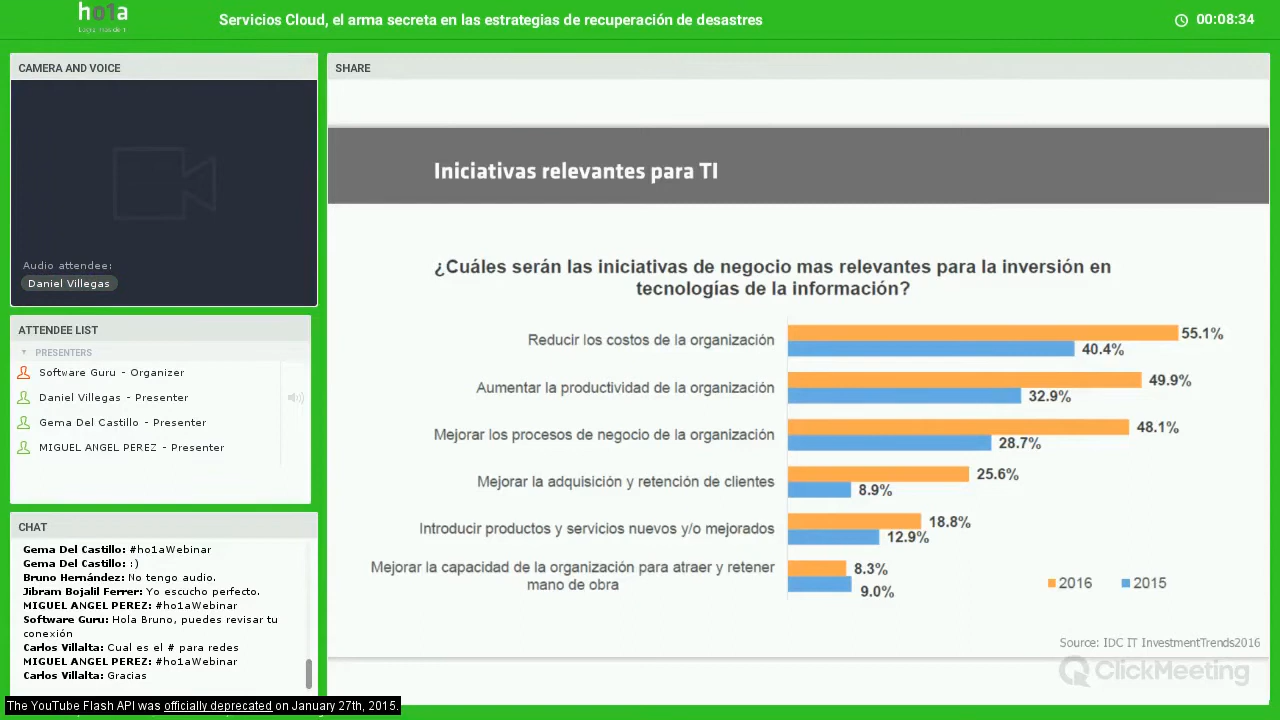 ho1a
Servicios Cloud, el arma secreta en las estrategias de recuperación de desastres
00:08:34
CAMERA AND VOICE
Audio attendee:
Daniel Villegas
ATTENDEE LIST
PRESENTERS
Software Guru - Organizer
Daniel Villegas - Presenter
Gema Del Castillo - Presenter
MIGUEL ANGEL PEREZ - Presenter
CHAT
Gema Del Castillo: #ho1aWebinar
Gema Del Castillo: :)
Bruno Hernández: No tengo audio.
Jibram Bojalil Ferrer: Yo escucho perfecto.
MIGUEL ANGEL PEREZ: #ho1aWebinar
Software Guru: Hola Bruno, puedes revisar tu
conexión
Carlos Villalta: Cual es el # para redes
MIGUEL ANGEL PEREZ: #ho1aWebinar
Carlos Villalta: Gracias
The YouTube Flash API was officially deprecated on January 27th, 2015.
SHARE
Iniciativas relevantes para TI
¿Cuáles serán las iniciativas de negocio mas relevantes para la inversión en
tecnologías de la información?
Reducir los costos de la organización
55.1%
40.4%
Aumentar la productividad de la organización
49.9%
32.9%
Mejorar los procesos de negocio de la organización
48.1%
28.7%
Mejorar la adquisición y retención de clientes
25.6%
8.9%
Introducir productos y servicios nuevos y/o mejorados
18.8%
12.9%
Mejorar la capacidad de la organización para atraer y retener
mano de obra
8.3%
9.0%
2016
2015
Source: IDC IT InvestmentTrends2016
ClickMeeting